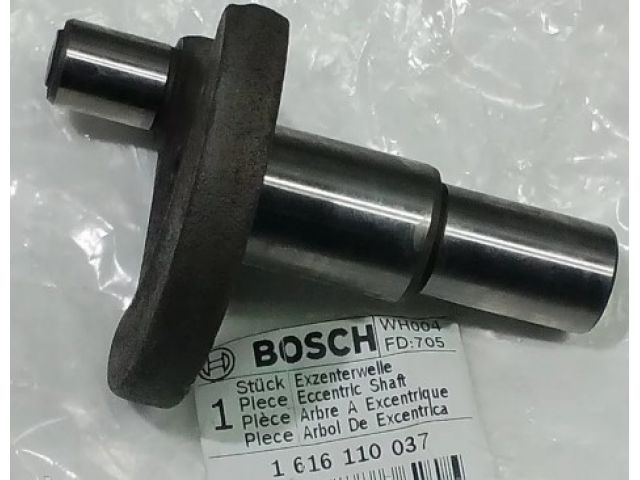 BOSCH
WH004
FD:705
Stück Exzenterwelle
1 Piece Eccentric Shaft
Pièce Arbre A Excentrique
Piece Arbol De Excentrica
1 616 110 037